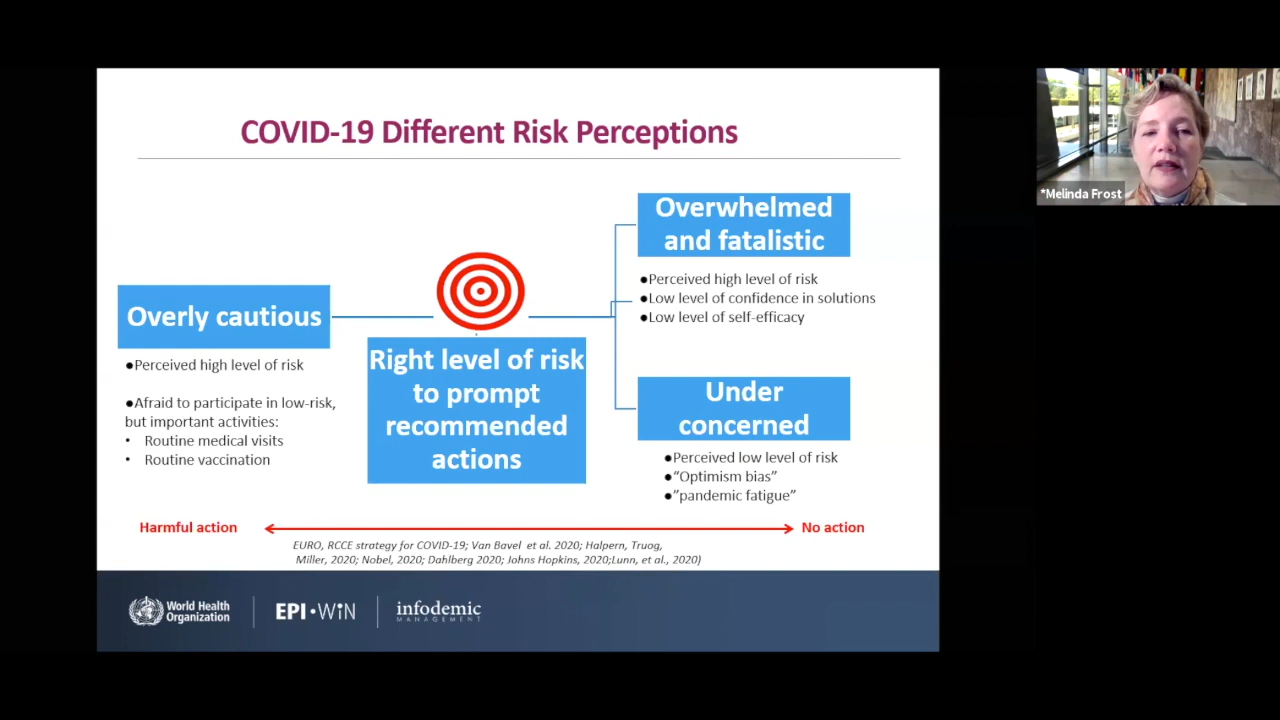 COVID-19 Different Risk Perceptions
Overly cautious
●Perceived high level of risk
●Afraid to participate in low-risk,
but important activities:
• Routine medical visits
• Routine vaccination
Right level of risk
to prompt
recommended
actions
Overwhelmed
and fatalistic
●Perceived high level of risk
●Low level of confidence in solutions
●Low level of self-efficacy
Under
concerned
●Perceived low level of risk
●“Optimism bias”
●”pandemic fatigue”
Harmful action
No action
EURO, RCCE strategy for COVID-19; Van Bavel et al. 2020; Halpern, Truog,
Miller, 2020; Nobel, 2020; Dahlberg 2020; Johns Hopkins, 2020;Lunn, et al., 2020)
World Health
Organization
EPI•WiN
infodemic
MANAGEMENT
*Melinda Frost